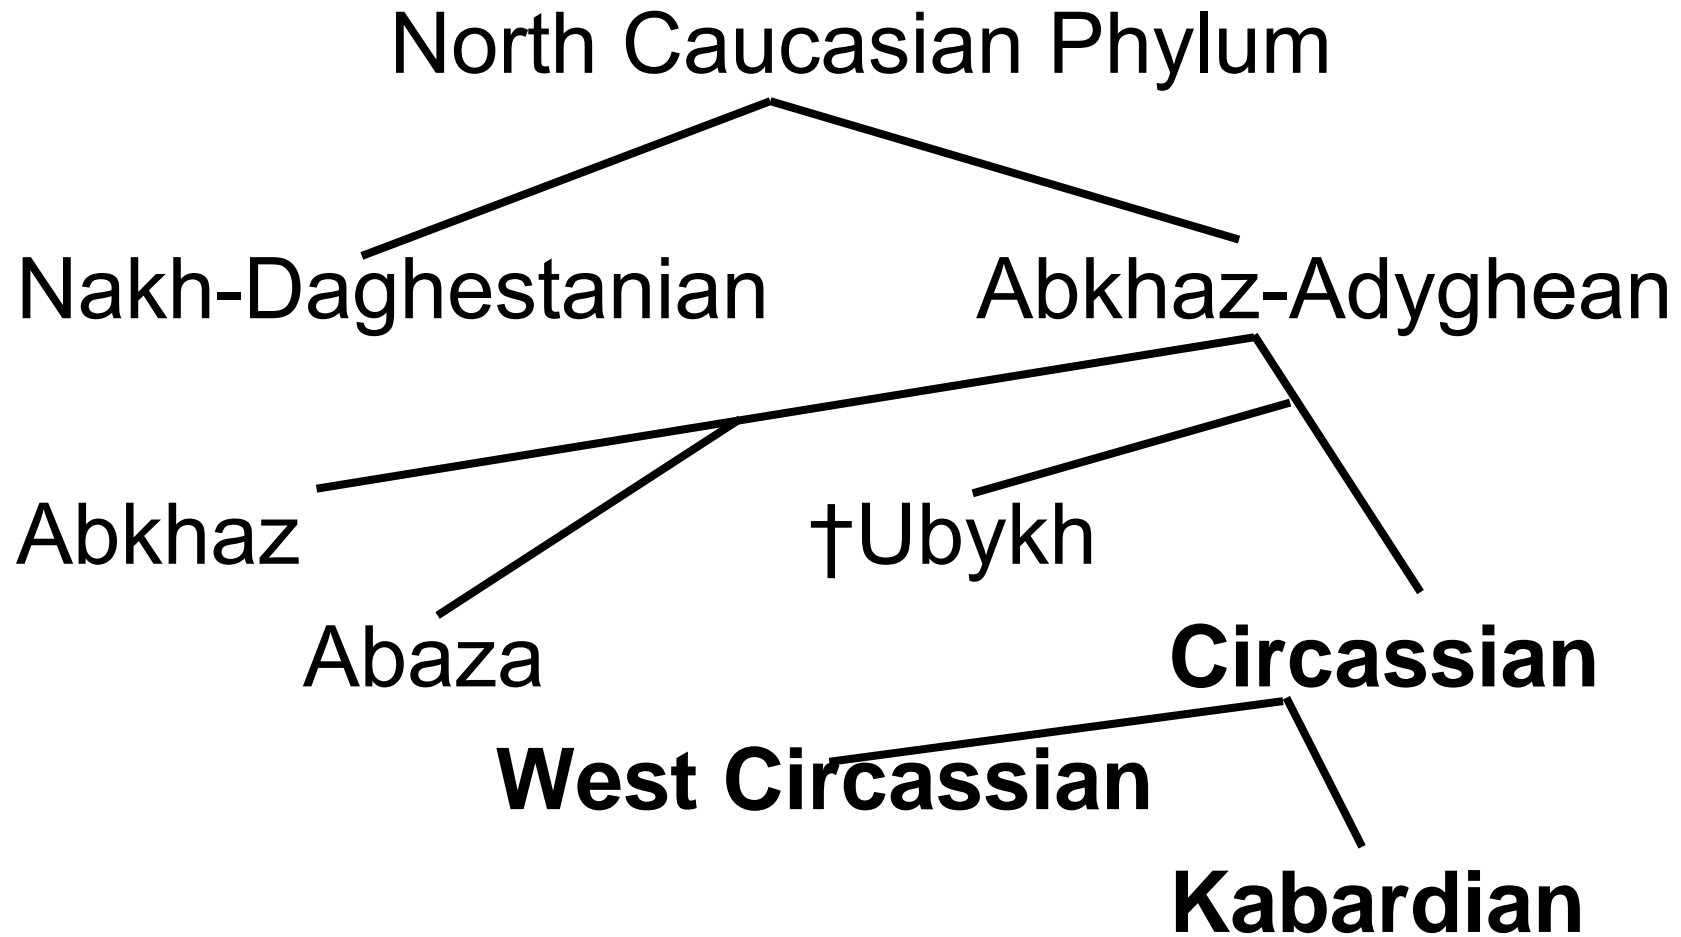 North Caucasian Phylum
Nakh-Daghestanian Abkhaz-Adyghean
Abkhaz †Ubykh
Abaza Circassian
West Circassian
Kabardian